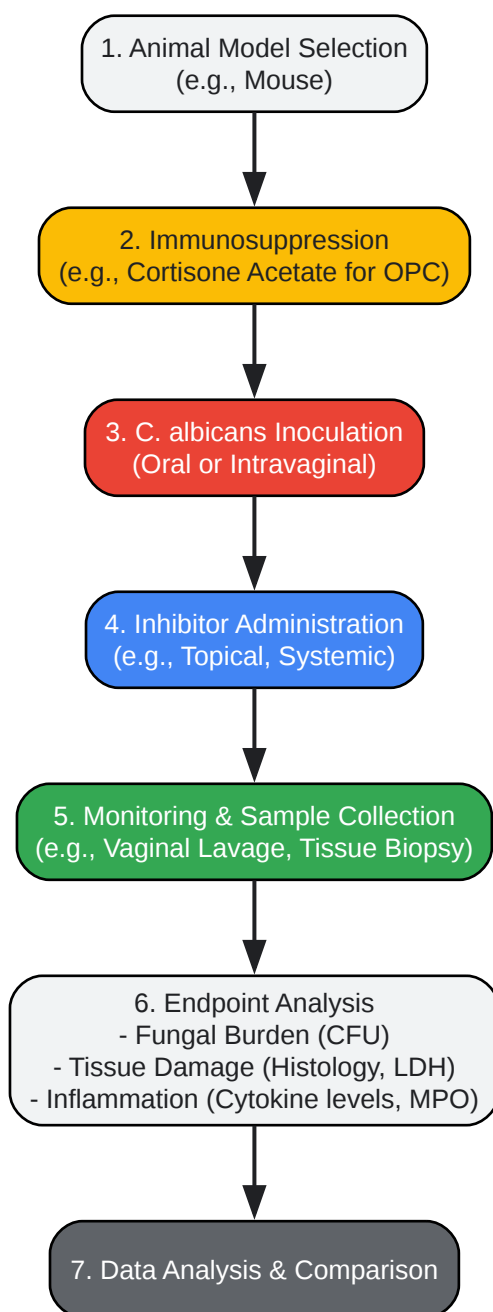 1. Animal Model Selection
(e.g., Mouse)
2. Immunosuppression
(e.g., Cortisone Acetate for OPC)
3. C. albicans Inoculation
(Oral or Intravaginal)
4. Inhibitor Administration
(e.g., Topical, Systemic)
5. Monitoring & Sample Collection
(e.g., Vaginal Lavage, Tissue Biopsy)
6. Endpoint Analysis
- Fungal Burden (CFU)
- Tissue Damage (Histology, LDH)
- Inflammation (Cytokine levels, MPO)
7. Data Analysis & Comparison